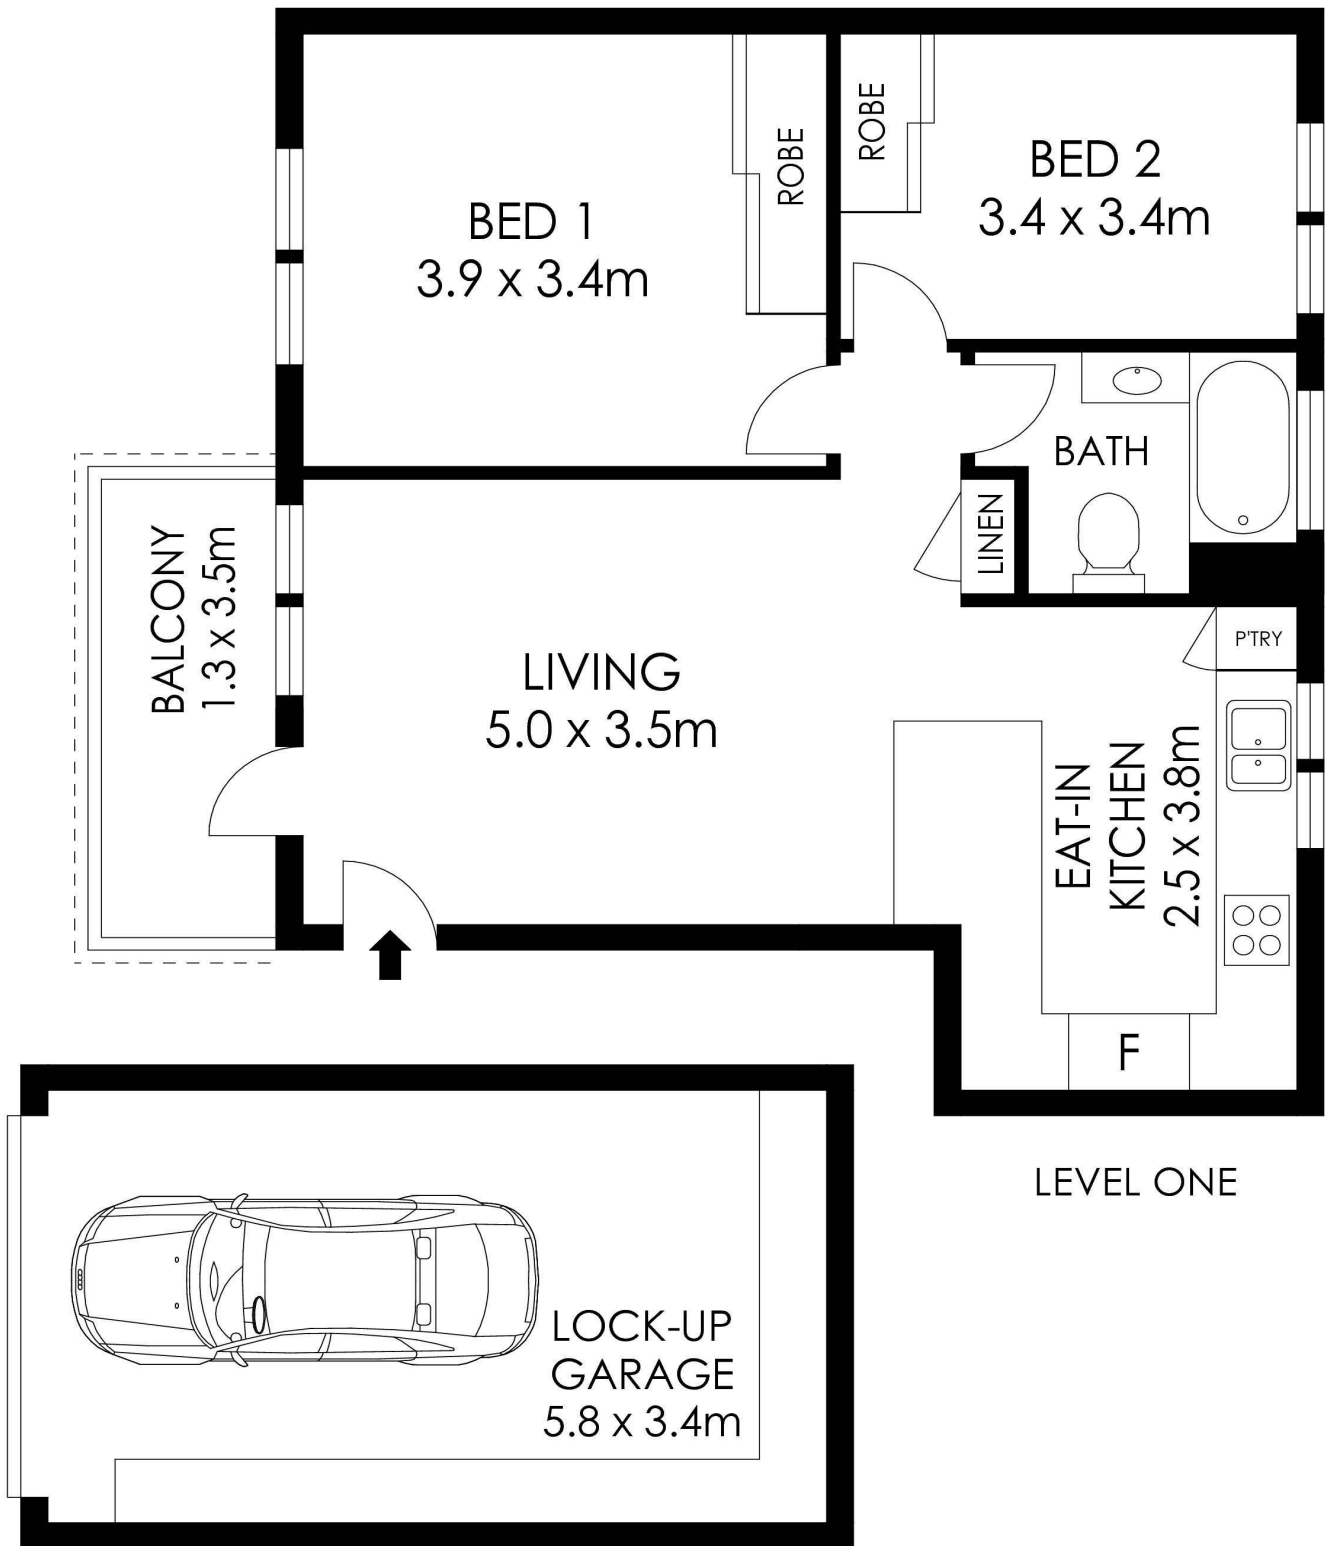 BED 1
3.9 x 3.4m
ROBE
ROBE
BED 2
3.4 x 3.4m
BATH
LINEN
BALCONY
1.3 x 3.5m
LIVING
5.0 x 3.5m
P'TRY
EAT-IN
KITCHEN
2.5 x 3.8m
F
LEVEL ONE
LOCK-UP
GARAGE
5.8 x 3.4m